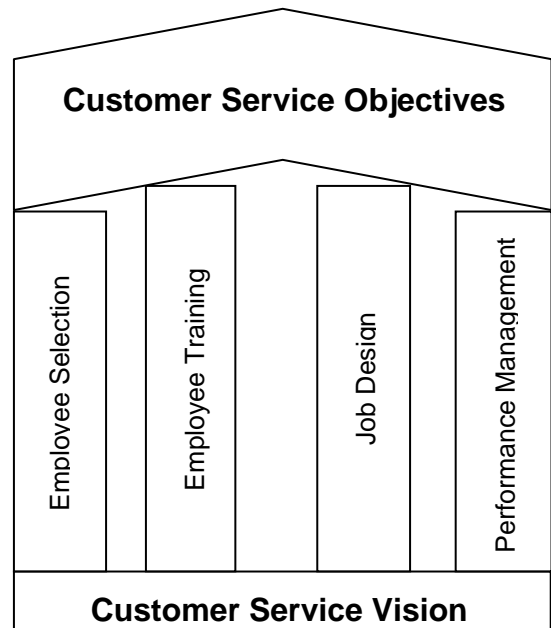 Customer Service Objectives
Employee Selection
Employee Training
Job Design
Performance Management
Customer Service Vision